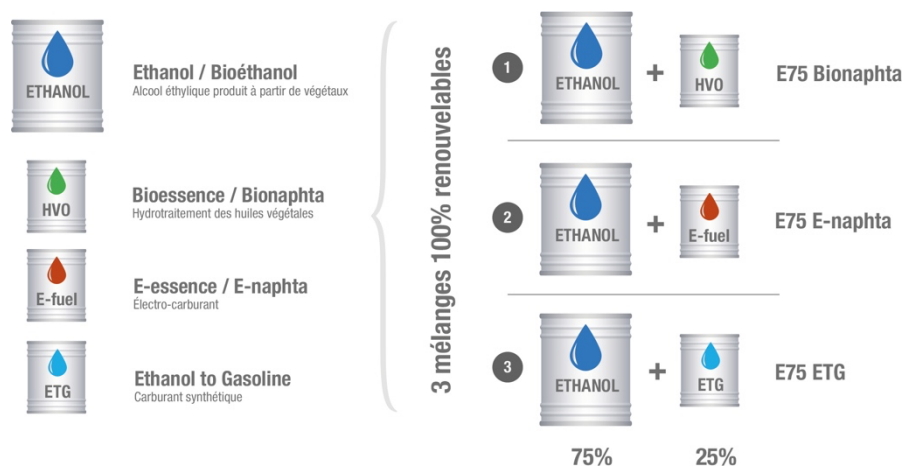 ETHANOL
Ethanol / Bioéthanol
Alcool éthylique produit à partir de végétaux
HVO
Bioessence / Bionaphta
Hydrotraitement des huiles végétales
E-fuel
E-essence / E-naphta
Électro-carburant
ETG
Ethanol to Gasoline
Carburant synthétique
3 mélanges 100% renouvelables
1
ETHANOL
+
HVO
E75 Bionaphta
2
ETHANOL
+
E-fuel
E75 E-naphta
3
ETHANOL
+
ETG
E75 ETG
75%
25%